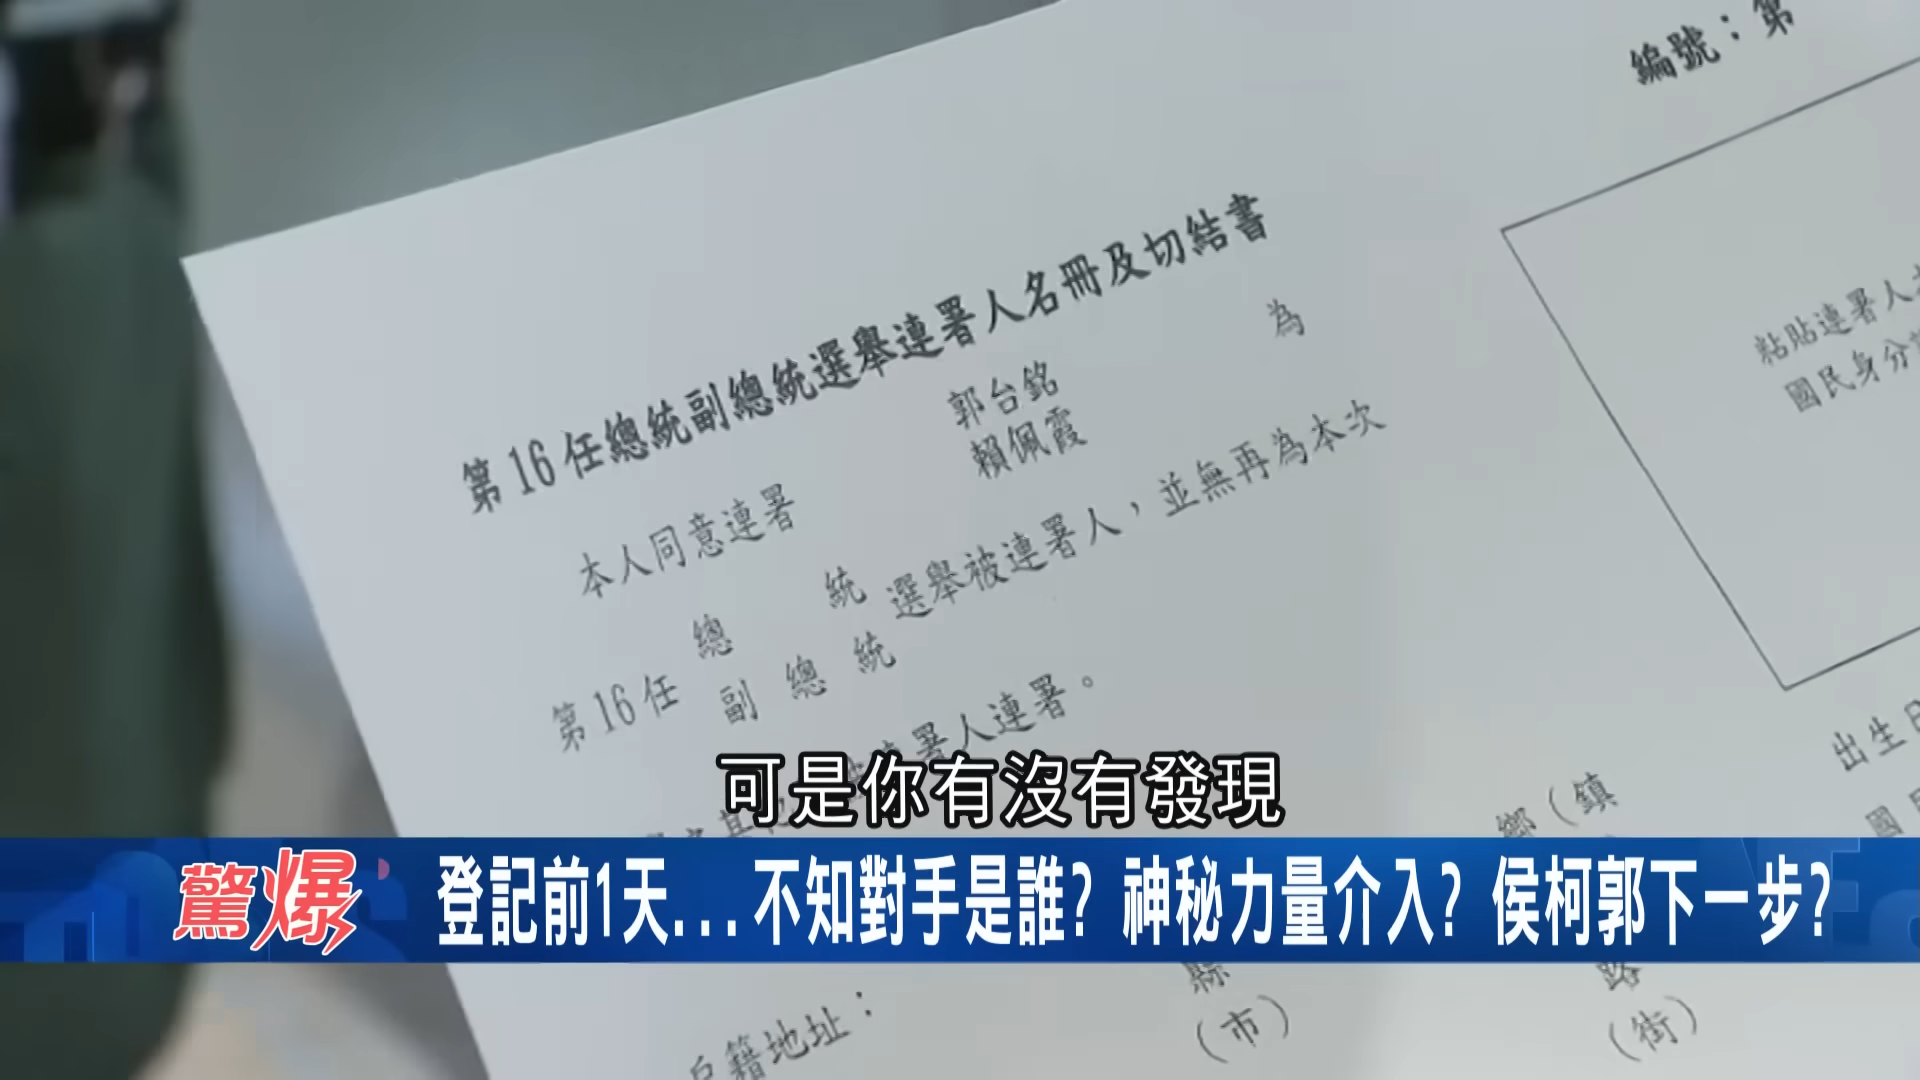 編號：第
第16任總統副總統選舉連署人名冊及切結書
粘貼連署人
國民身分
本人同意連署 郭台銘 為
賴佩霞
第16任 總統 選舉被連署人，並無再為本次
副總統
署人連署。
出生
可是你有沒有發現
鄉（鎮
國
驚爆 登記前1天...不知對手是誰？神秘力量介入？侯柯郭下一步？
縣
路
戶籍地址：
（市）
（街）